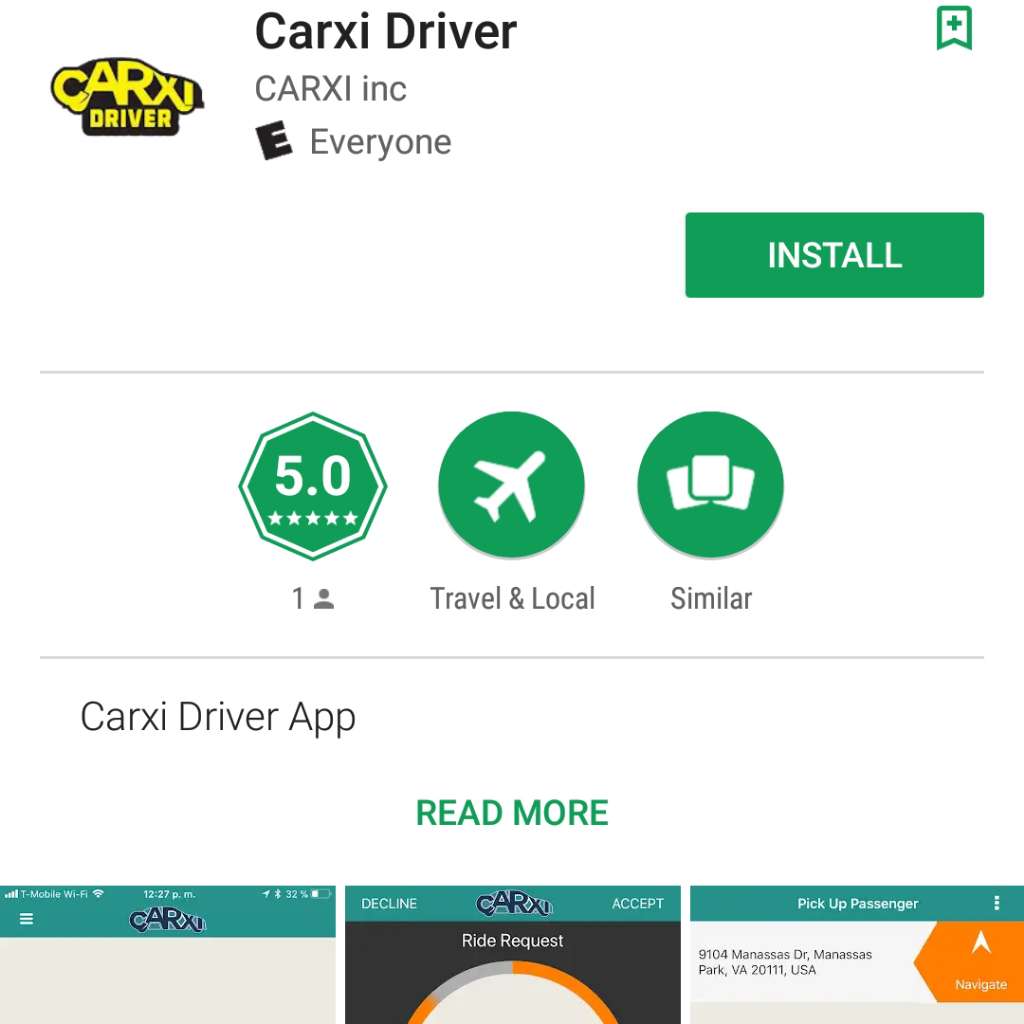 Carxi Driver
CARXI inc
E Everyone
CARXI
DRIVER
INSTALL
5.0
1
Travel & Local
Similar
Carxi Driver App
READ MORE
T-Mobile Wi-Fi 12:27 p. m. 32 %
CARXI
DECLINE CARXI ACCEPT
Ride Request
Pick Up Passenger
9104 Manassas Dr, Manassas
Park, VA 20111, USA
Navigate